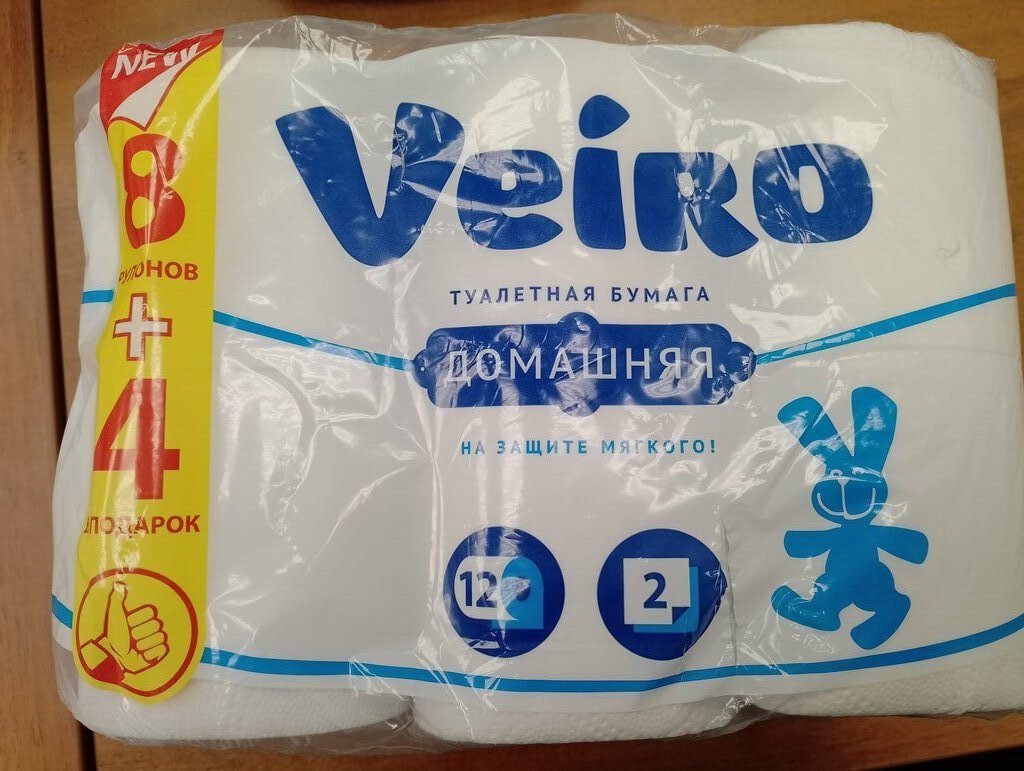 NEW
8
РУЛОНОВ
+
4
В ПОДАРОК
Veiro
ТУАЛЕТНАЯ БУМАГА
ДОМАШНЯЯ
НА ЗАЩИТЕ МЯГКОГО!
12
2